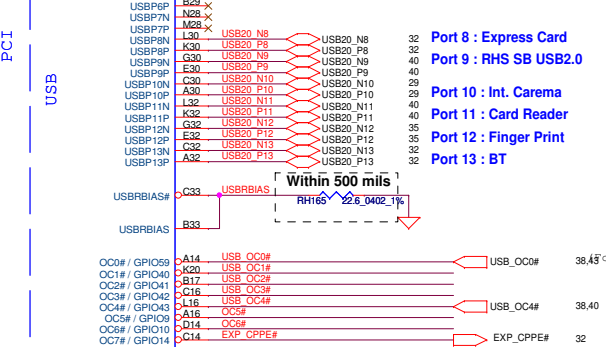 USBP6P B29
USBP7N N28
USBP7P M28
USBP8N L30 USB20_N8 USB20_N8 32 Port 8 : Express Card
USBP8P K30 USB20_P8 USB20_P8 32
USBP9N G30 USB20_N9 USB20_N9 40 Port 9 : RHS SB USB2.0
USBP9P E30 USB20_P9 USB20_P9 40
USBP10N C30 USB20_N10 USB20_N10 29
USBP10P A30 USB20_P10 USB20_P10 29 Port 10 : Int. Carema
USBP11N L32 USB20_N11 USB20_N11 40
USBP11P K32 USB20_P11 USB20_P11 40 Port 11 : Card Reader
USBP12N G32 USB20_N12 USB20_N12 35
USBP12P E32 USB20_P12 USB20_P12 35 Port 12 : Finger Print
USBP13N C32 USB20_N13 USB20_N13 32
USBP13P A32 USB20_P13 USB20_P13 32 Port 13 : BT
PCI
USB
Within 500 mils
USBRBIAS# C33 USBRBIAS RH165 22.6_0402_1%
USBRBIAS B33
OC0# / GPIO59 A14 USB_OC0# USB_OC0# 38,43
OC1# / GPIO40 K20 USB_OC1#
OC2# / GPIO41 B17 USB_OC2#
OC3# / GPIO42 C16 USB_OC3#
OC4# / GPIO43 L16 USB_OC4# USB_OC4# 38,40
OC5# / GPIO9 A16 OC5#
OC6# / GPIO10 D14 OC6#
OC7# / GPIO14 C14 EXP_CPPE# EXP_CPPE# 32